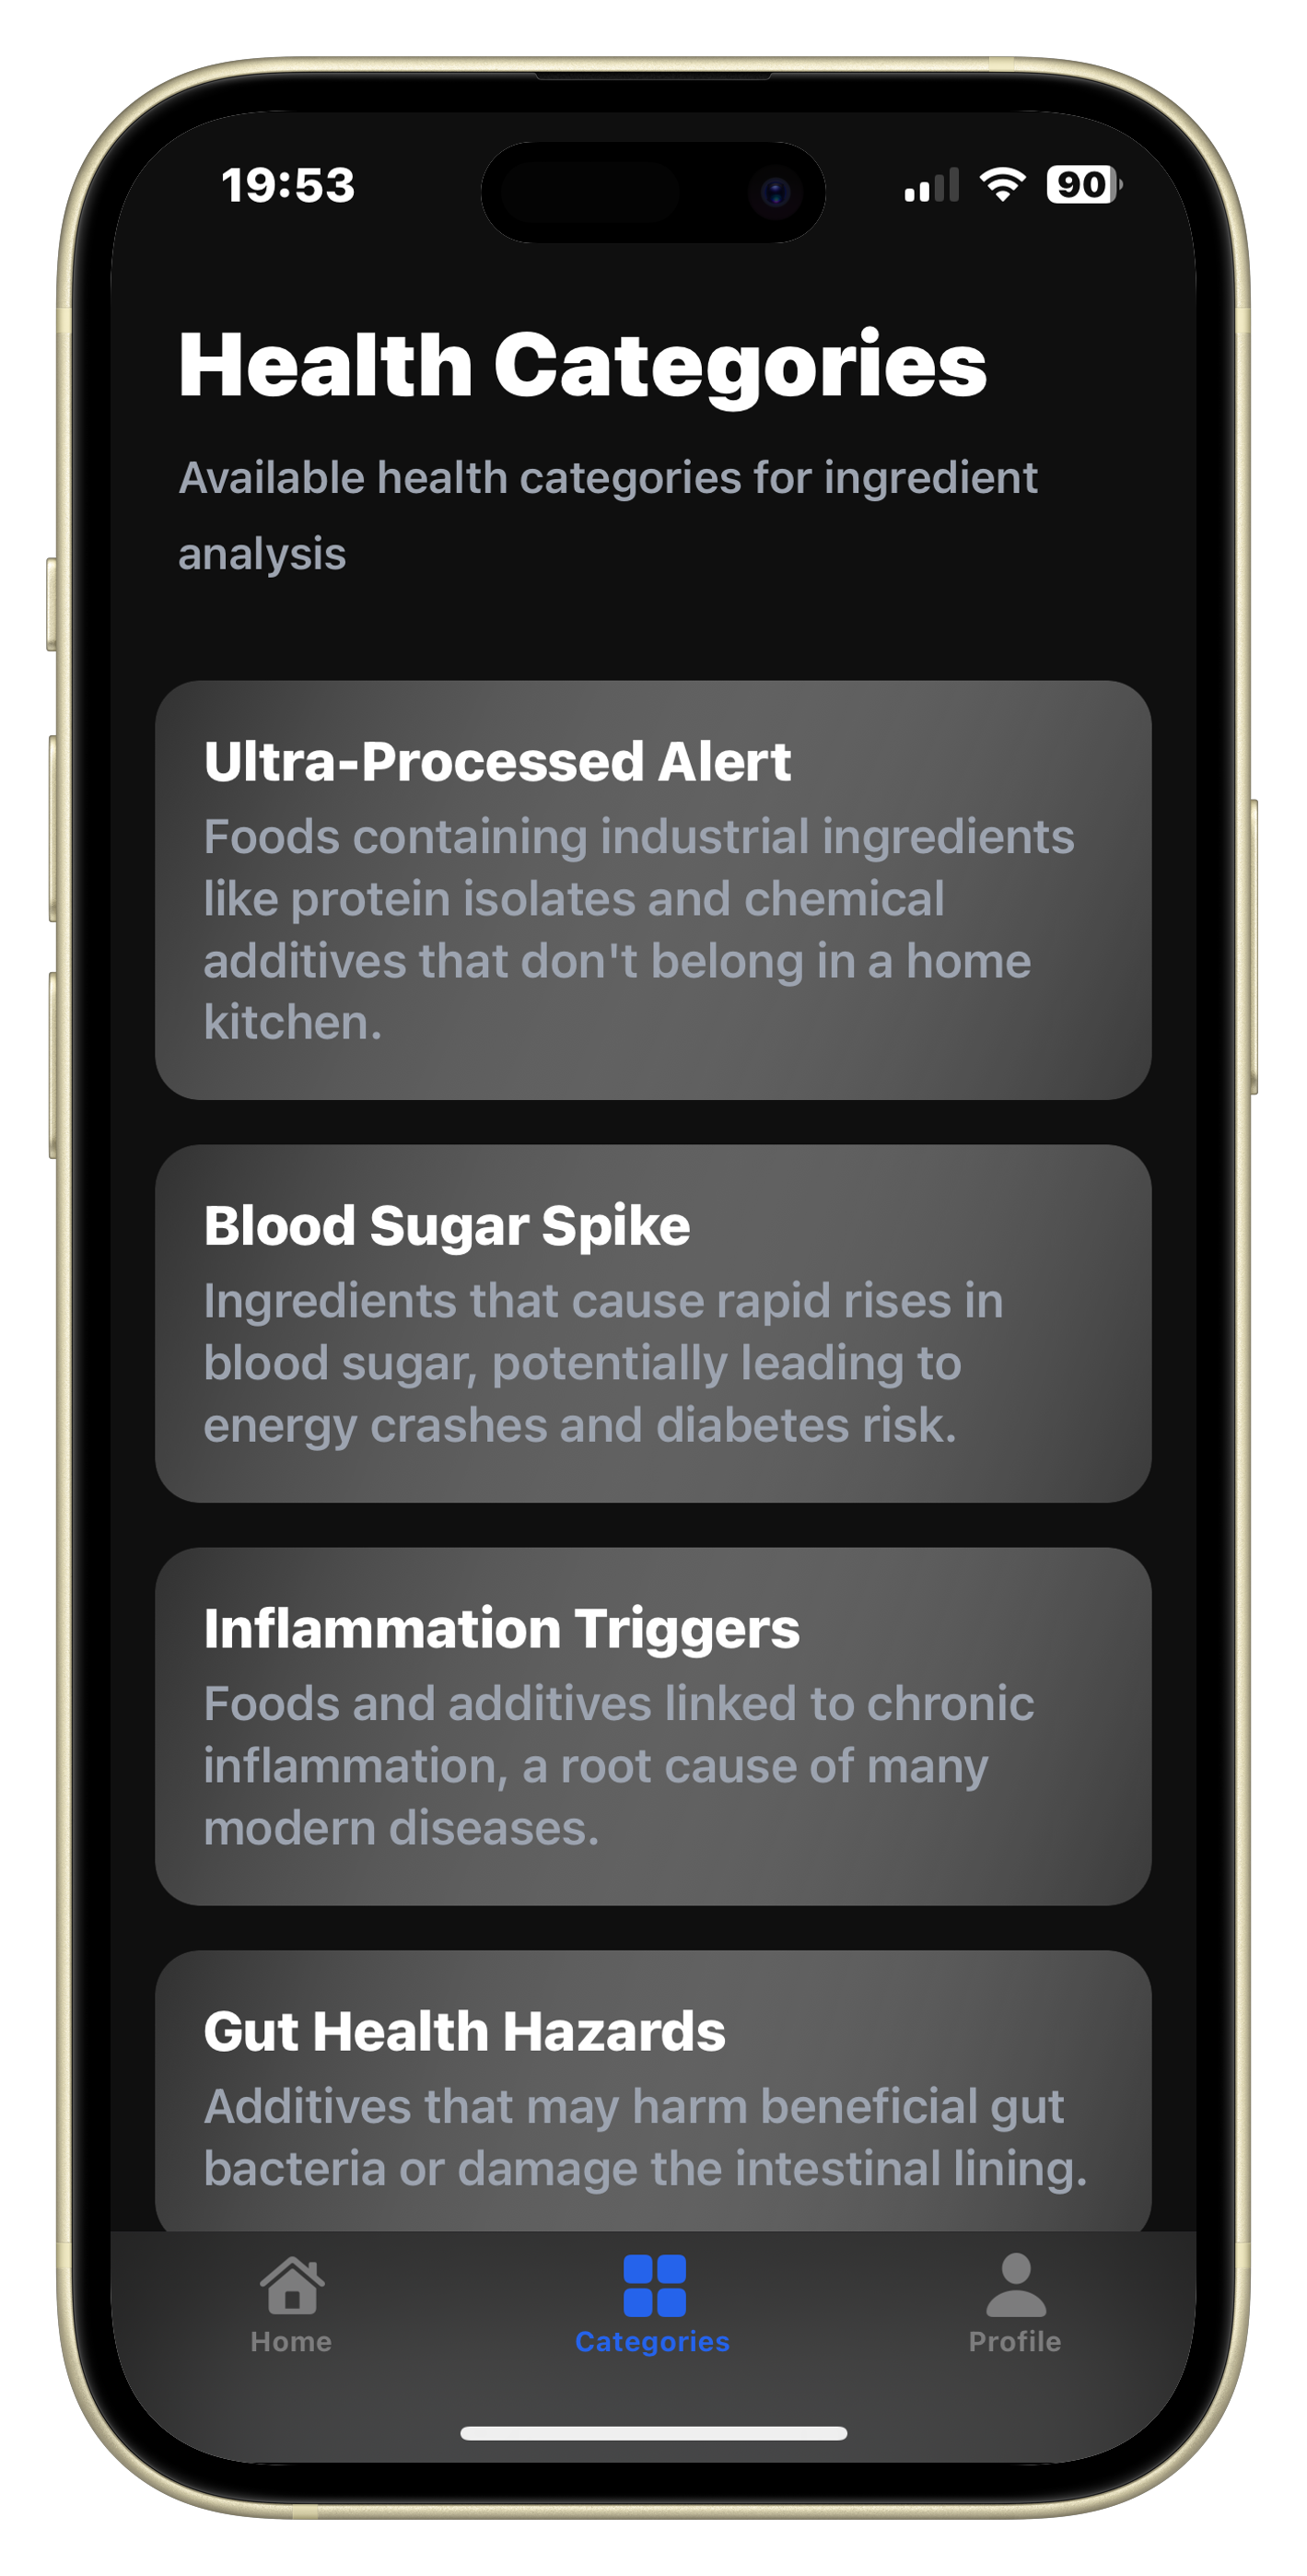 19:53
90
Health Categories
Available health categories for ingredient
analysis
Ultra-Processed Alert
Foods containing industrial ingredients
like protein isolates and chemical
additives that don't belong in a home
kitchen.
Blood Sugar Spike
Ingredients that cause rapid rises in
blood sugar, potentially leading to
energy crashes and diabetes risk.
Inflammation Triggers
Foods and additives linked to chronic
inflammation, a root cause of many
modern diseases.
Gut Health Hazards
Additives that may harm beneficial gut
bacteria or damage the intestinal lining.
Home
Categories
Profile